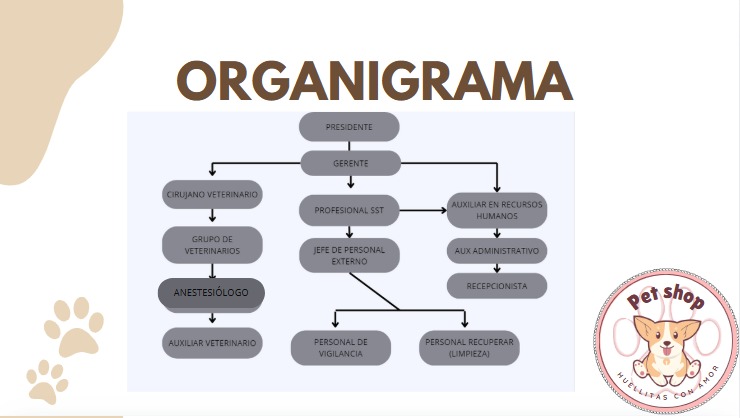 ORGANIGRAMA
PRESIDENTE
GERENTE
CIRUJANO VETERINARIO
PROFESIONAL SST
AUXILIAR EN RECURSOS
HUMANOS
GRUPO DE
VETERINARIOS
JEFE DE PERSONAL
EXTERNO
AUX ADMINISTRATIVO
ANESTESIÓLOGO
RECEPCIONISTA
AUXILIAR VETERINARIO
PERSONAL DE
VIGILANCIA
PERSONAL RECUPERAR
(LIMPIEZA)
Pet shop
HUELLITAS CON AMOR